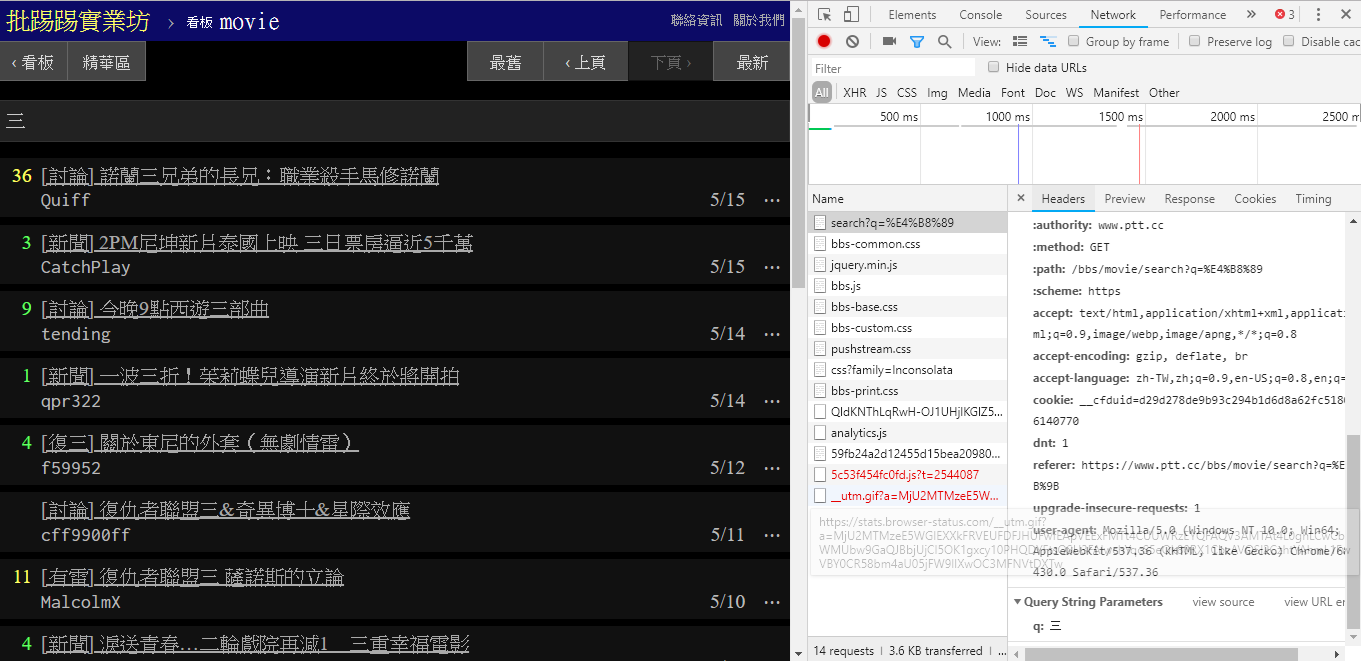 批踢踢實業坊 › 看板 movie 聯絡資訊 關於我們
‹ 看板 精華區 最舊 ‹ 上頁 下頁 › 最新
三
36 [討論] 諾蘭三兄弟的長兄：職業殺手馬修諾蘭
Quiff 5/15 ⋯
3 [新聞] 2PM尼坤新片泰國上映 三日票房逼近5千萬
CatchPlay 5/15 ⋯
9 [討論] 今晚9點西遊三部曲
tending 5/14 ⋯
1 [新聞] 一波三折！茱莉蝶兒導演新片終於將開拍
qpr322 5/14 ⋯
4 [復三] 關於東尼的外套（無劇情雷）
f59952 5/12 ⋯
[討論] 復仇者聯盟三&奇異博士&星際效應
cff9900ff 5/11 ⋯
11 [有雷] 復仇者聯盟三 薩諾斯的立論
MalcolmX 5/10 ⋯
4 [新聞] 淚送青春…二輪戲院再減1 三重幸福電影
Elements Console Sources Network Performance » 3
View: Group by frame Preserve log Disable cac
Filter Hide data URLs
All XHR JS CSS Img Media Font Doc WS Manifest Other
500 ms 1000 ms 1500 ms 2000 ms 2500 m
Name × Headers Preview Response Cookies Timing
search?q=%E4%B8%89
bbs-common.css
jquery.min.js
bbs.js
bbs-base.css
bbs-custom.css
pushstream.css
css?family=Inconsolata
bbs-print.css
QldKNThLqRwH-OJ1UHjlKGlZ5...
analytics.js
59fb24a2d12455d15bea20980...
5c53f454fc0fd.js?t=2544087
__utm.gif?a=MjU2MTMzeE5W...
https://stats.browser-status.com/__utm.gif?
14 requests | 3.6 KB transferred | ...
:authority: www.ptt.cc
:method: GET
:path: /bbs/movie/search?q=%E4%B8%89
:scheme: https
accept: text/html,application/xhtml+xml,applicati
ml;q=0.9,image/webp,image/apng,*/*;q=0.8
accept-encoding: gzip, deflate, br
accept-language: zh-TW,zh;q=0.9,en-US;q=0.8,en;q=
cookie: __cfduid=d29d278de9b93c294b1d6d8a62fc518
6140770
dnt: 1
referer: https://www.ptt.cc/bbs/movie/search?q=%E
B%9B
upgrade-insecure-requests: 1
user-agent: Mozilla/5.0 (Windows NT 10.0; Win64;
AppleWebKit/537.36 (KHTML, like Gecko) Chrome/
430.0 Safari/537.36
Query String Parameters view source view URL en
q: 三